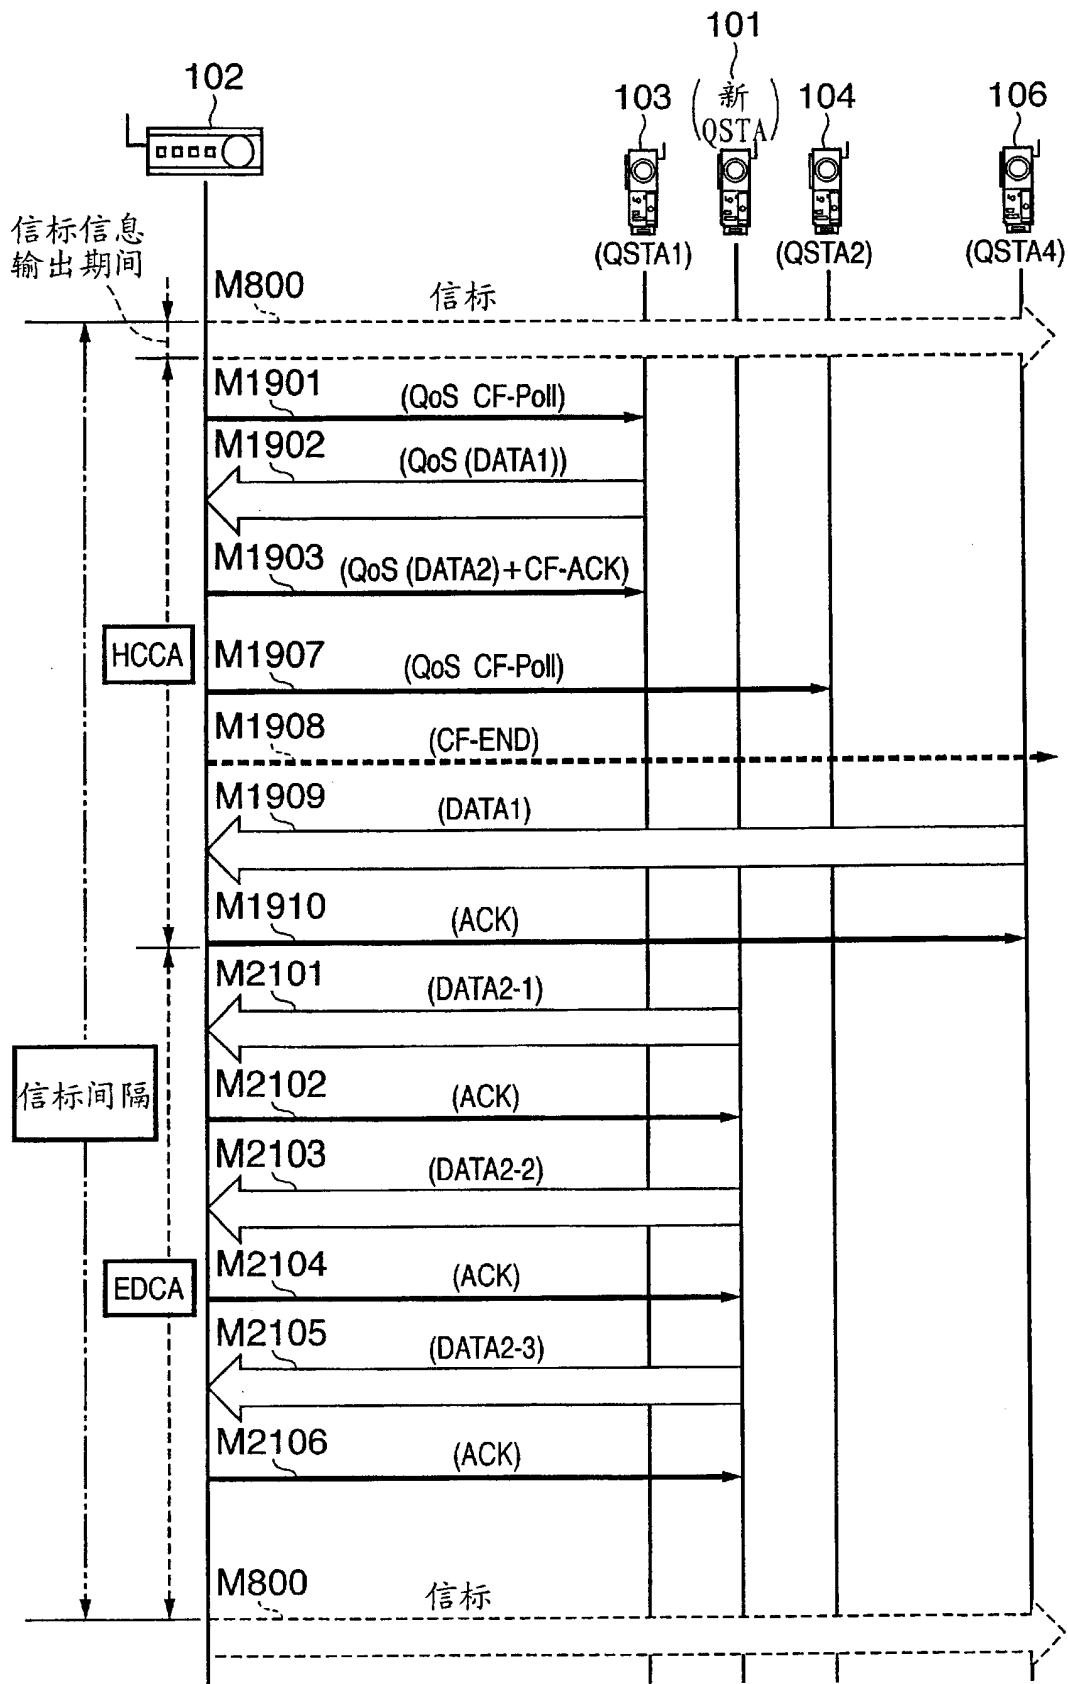 101
102
103
(新
QSTA)
104
106
(QSTA1)
(QSTA2)
(QSTA4)
信标信息
输出期间
M800
信标
M1901
(QoS CF-Poll)
M1902
(QoS (DATA1))
M1903
(QoS (DATA2)+CF-ACK)
HCCA
M1907
(QoS CF-Poll)
M1908
(CF-END)
M1909
(DATA1)
M1910
(ACK)
M2101
(DATA2-1)
信标间隔
M2102
(ACK)
M2103
(DATA2-2)
EDCA
M2104
(ACK)
M2105
(DATA2-3)
M2106
(ACK)
M800
信标